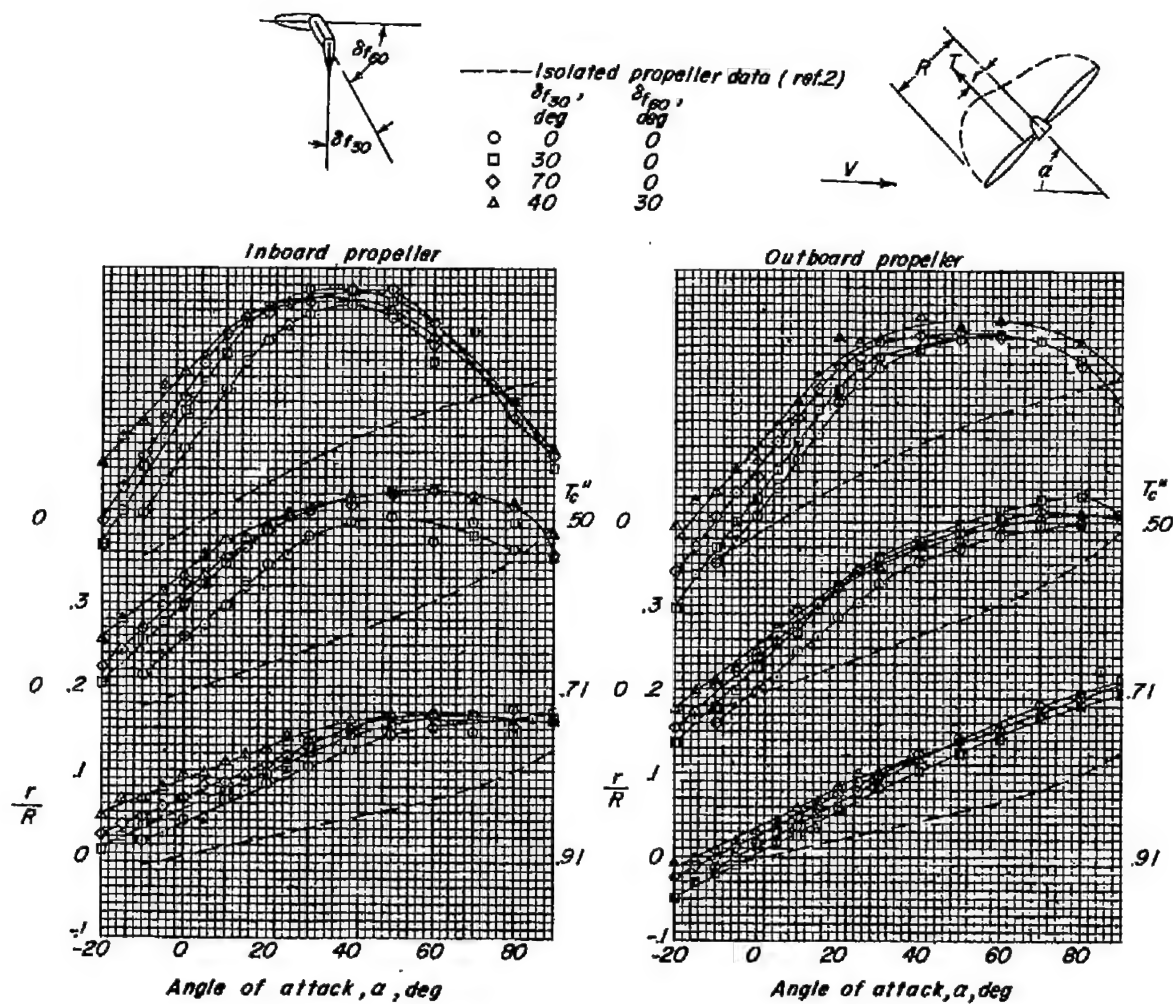 δf60
δf30
Isolated propeller data (ref.2)
δf30, δf60,
deg deg
○ 0 0
□ 30 0
◇ 70 0
△ 40 30
R
T
r
α
V
Inboard propeller
0
.3
0 .2
.1
r/R
0
-.1
-20 0 20 40 60 80
Angle of attack, α, deg
Tc"
.50
.71
.91
Outboard propeller
0
.3
0 .2
.1
r/R
0
-.1
-20 0 20 40 60 80
Angle of attack, α, deg
Tc"
.50
.71
.91